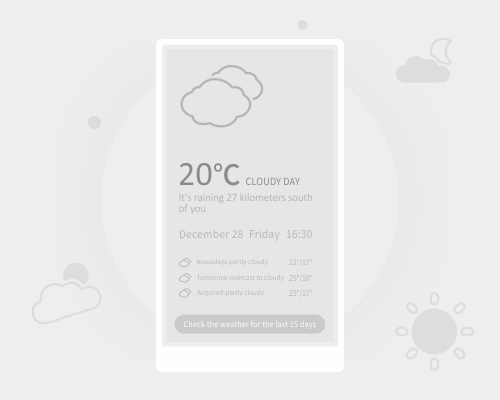 20°C CLOUDY DAY
It's raining 27 kilometers south
of you
December 28 Friday 16:30
Nowadays-partly cloudy 22°/17°
Tomorrow-overcast to cloudy 25°/16°
Acquired-partly cloudy 25°/17°
Check the weather for the last 15 days